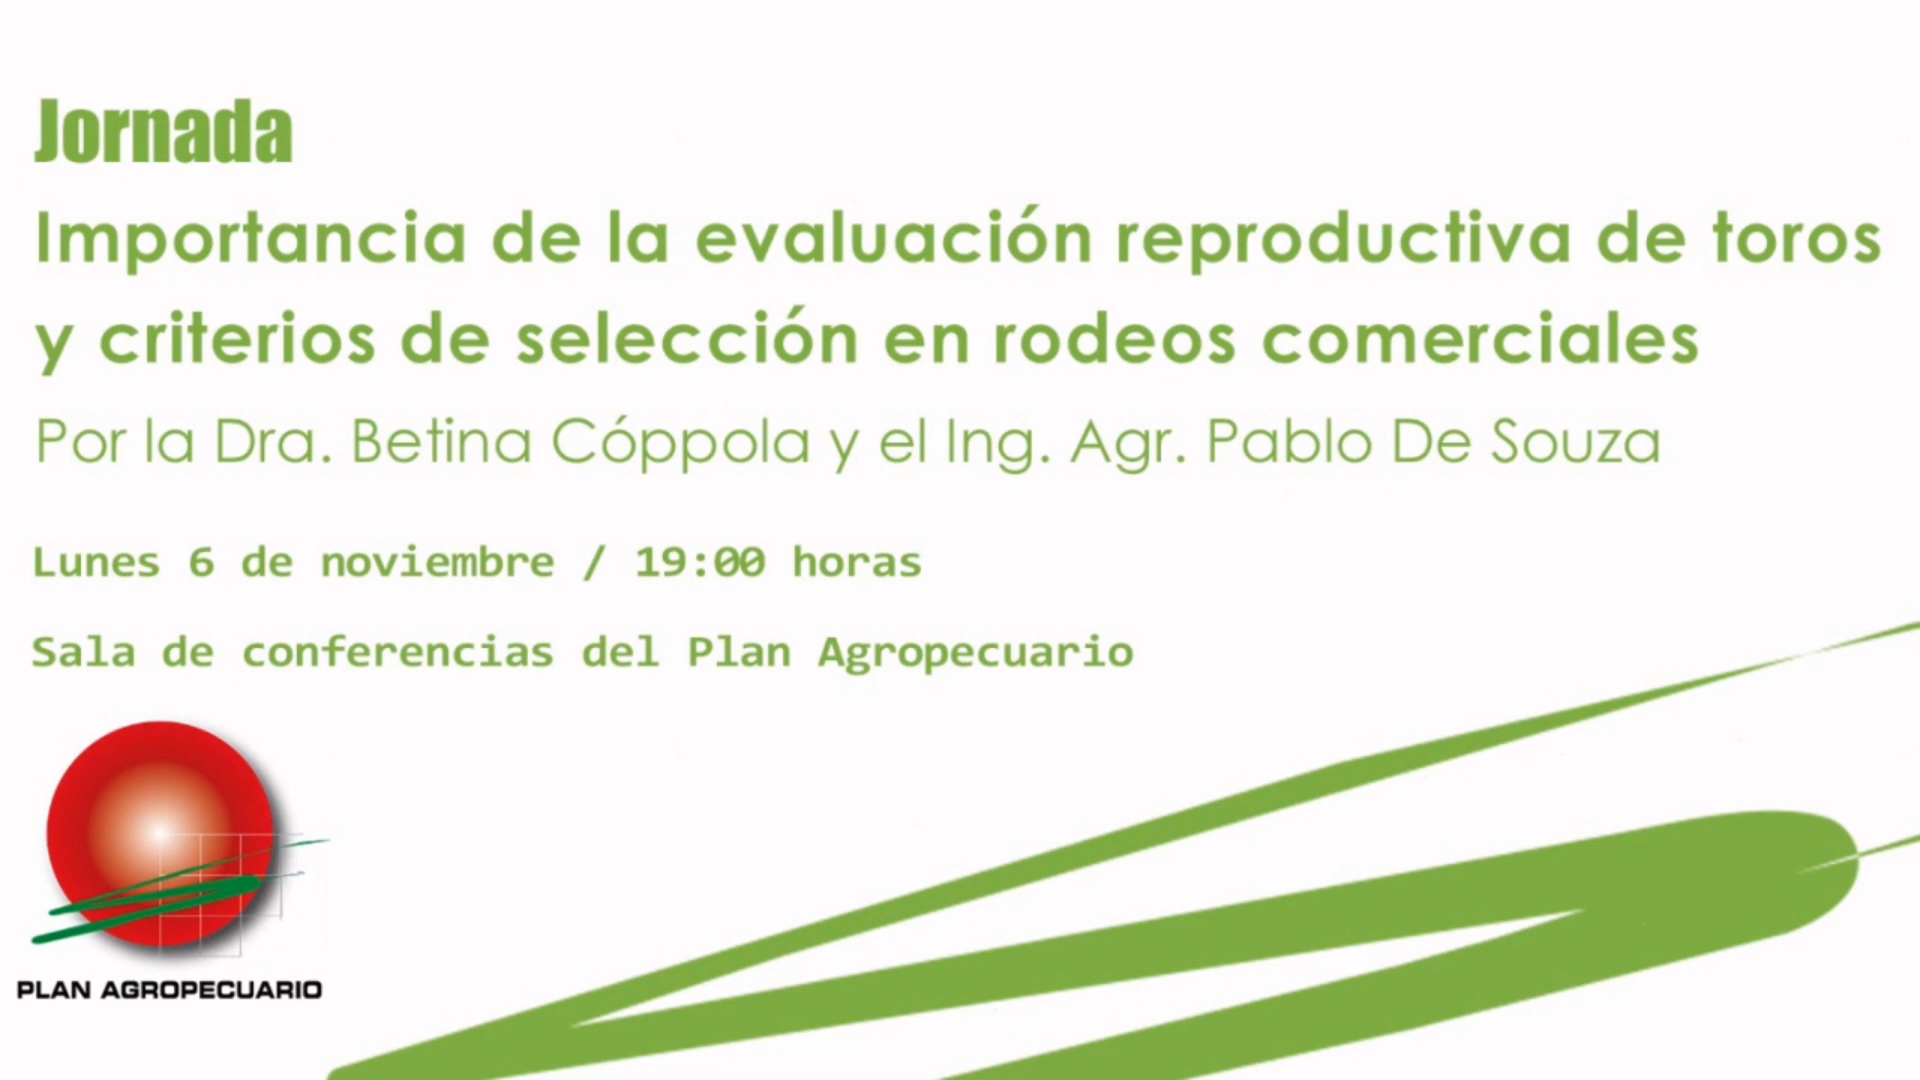 Jornada
Importancia de la evaluación reproductiva de toros
y criterios de selección en rodeos comerciales
Por la Dra. Betina Cóppola y el Ing. Agr. Pablo De Souza
Lunes 6 de noviembre / 19:00 horas
Sala de conferencias del Plan Agropecuario
PLAN AGROPECUARIO